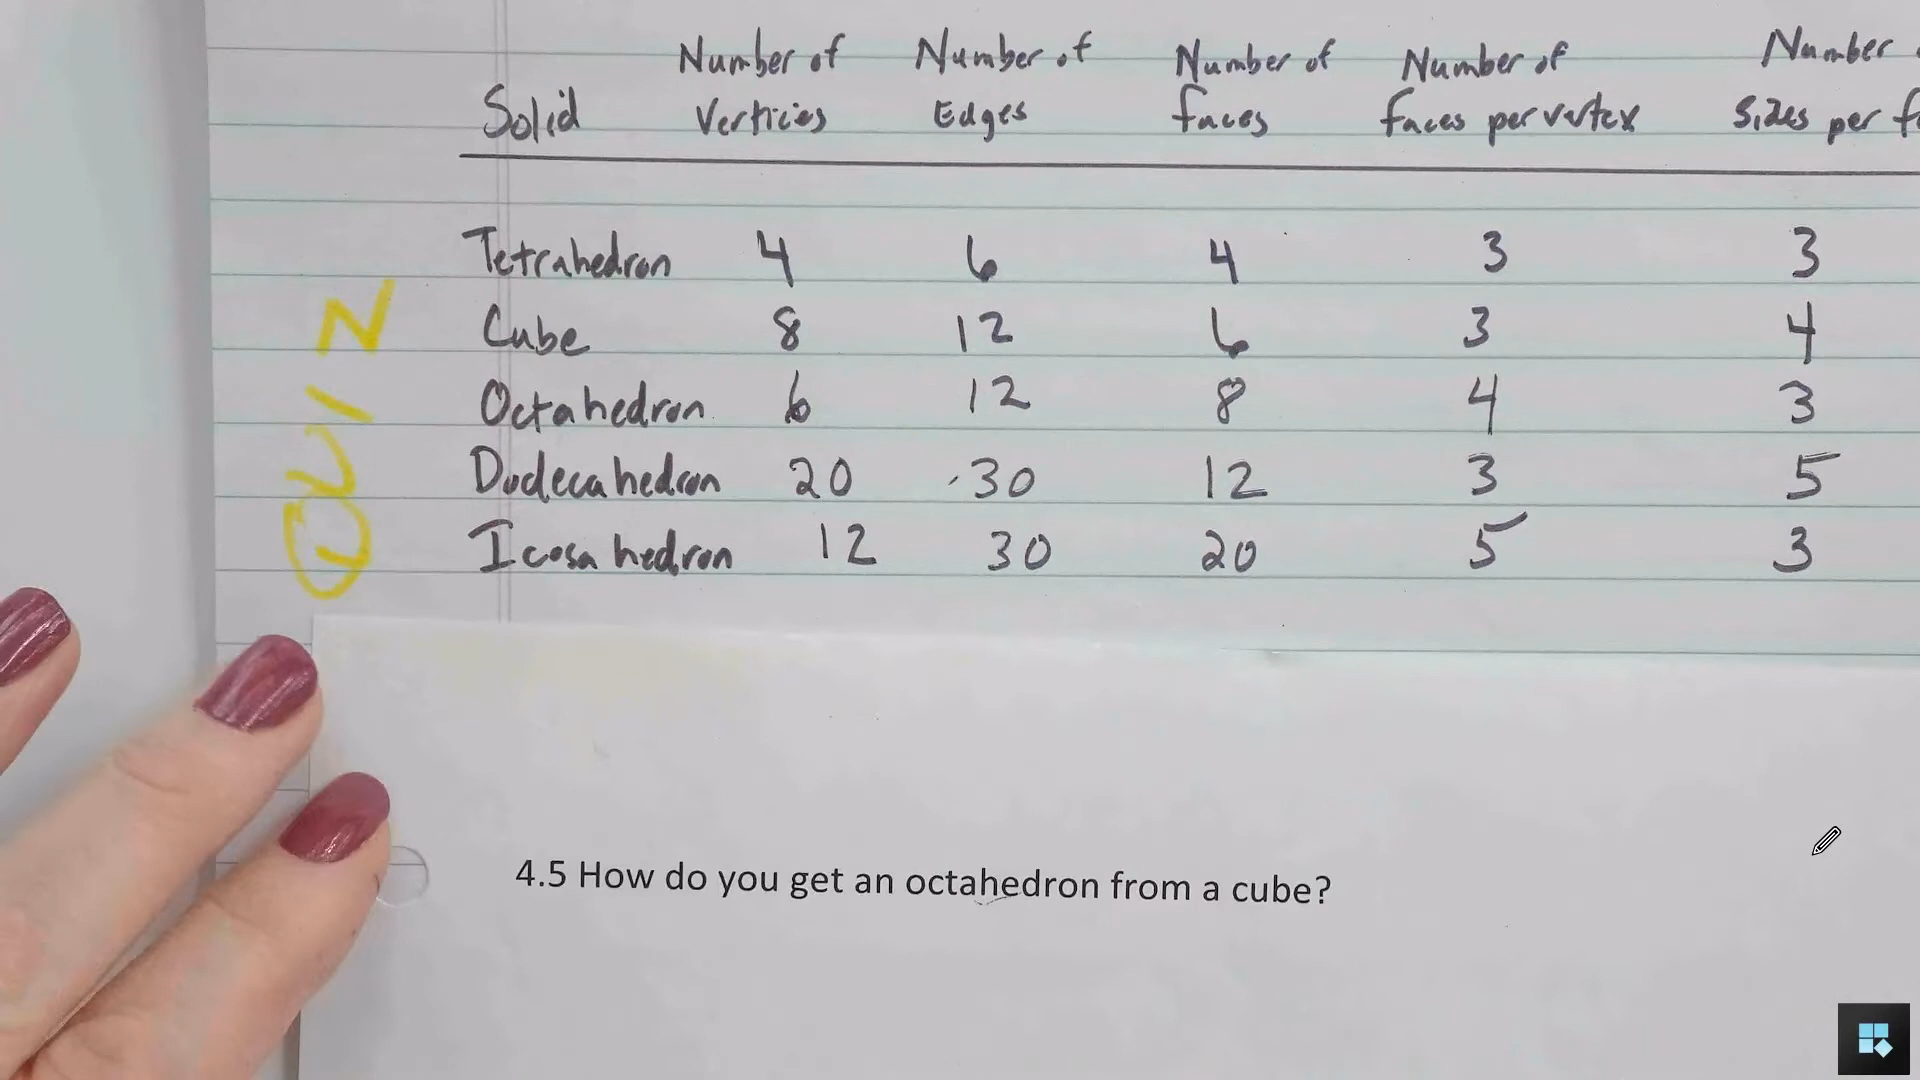 Number of Number of Number of Number of Number
Solid Verticies Edges faces faces per vertex Sides per
Tetrahedron 4 6 4 3 3
Cube 8 12 6 3 4
Octahedron 6 12 8 4 3
Dodecahedron 20 30 12 3 5
Icosahedron 12 30 20 5 3
QUIZ
4.5 How do you get an octahedron from a cube?